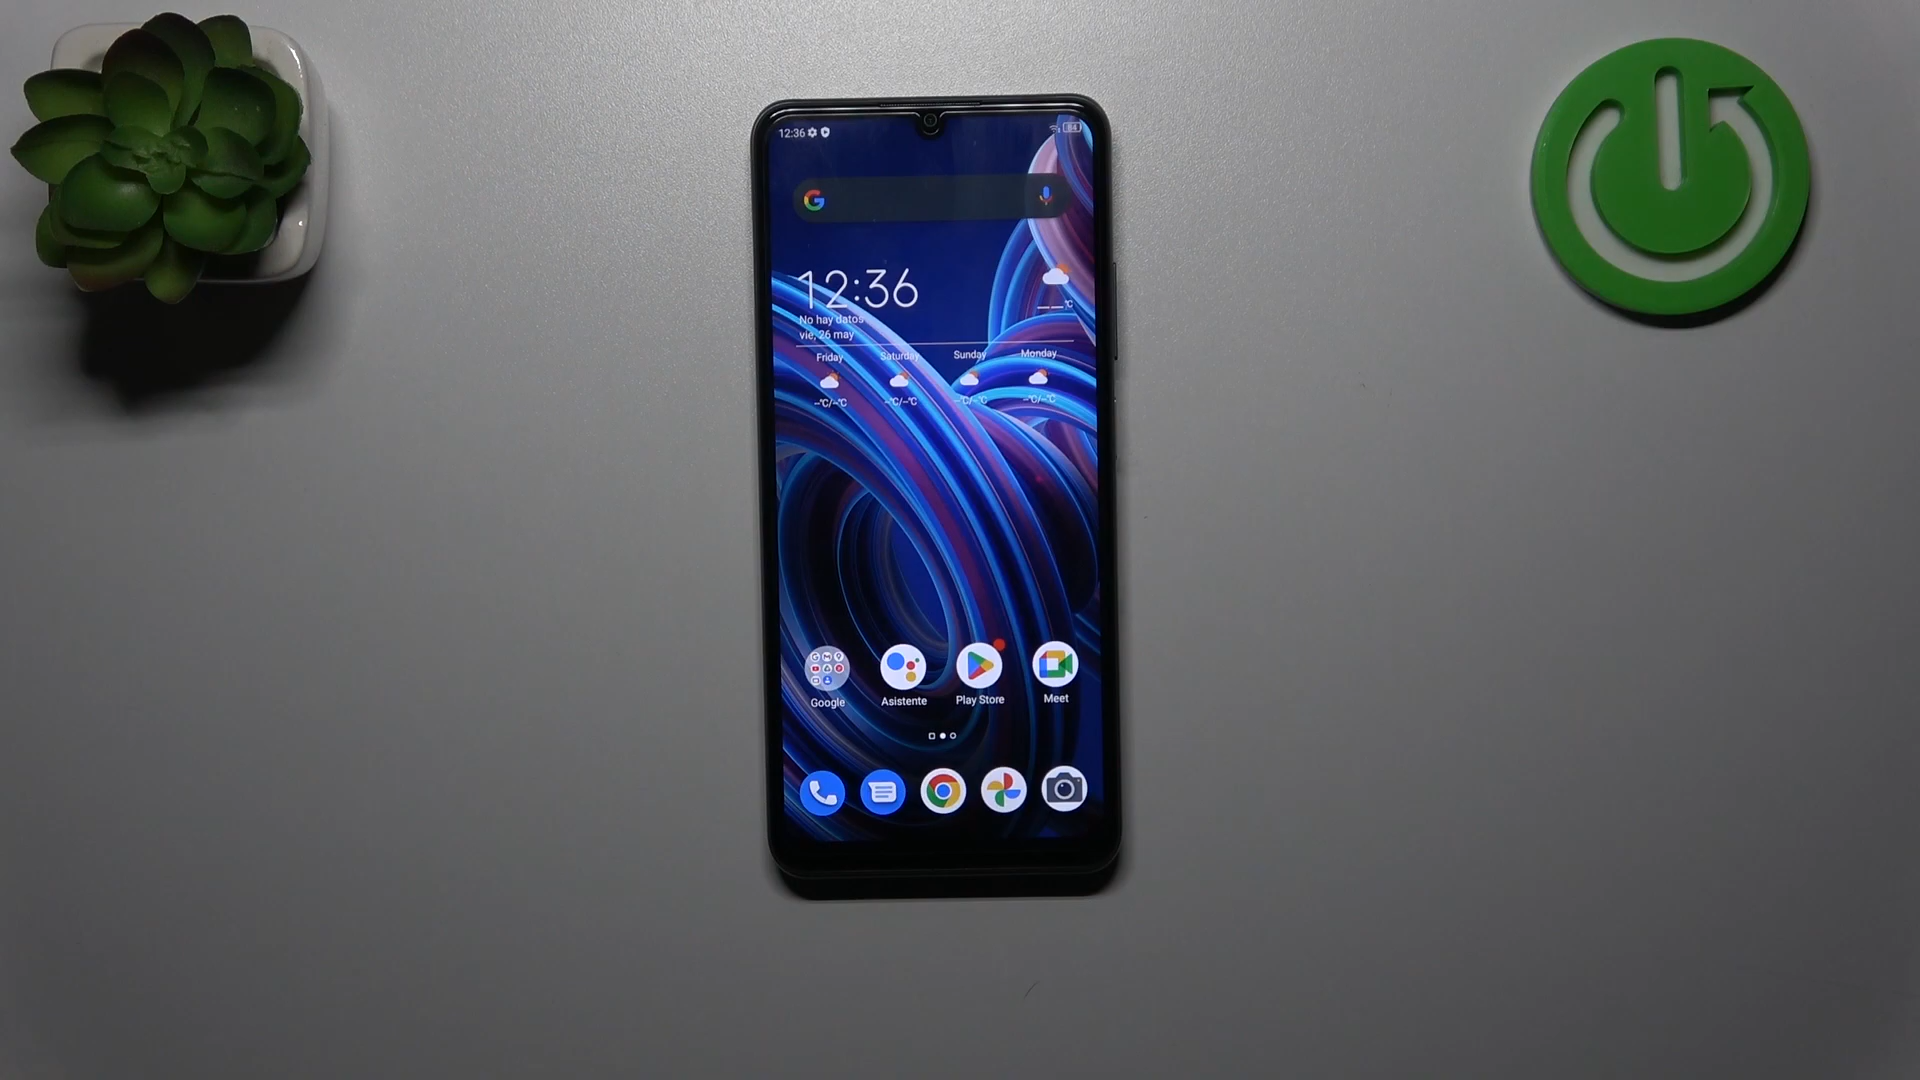 12:36
84
12:36
°C
No hay datos
vie, 26 may
Friday Saturday Sunday Monday
--°C/--°C --°C/--°C --°C/--°C --°C/--°C
Google Asistente Play Store Meet